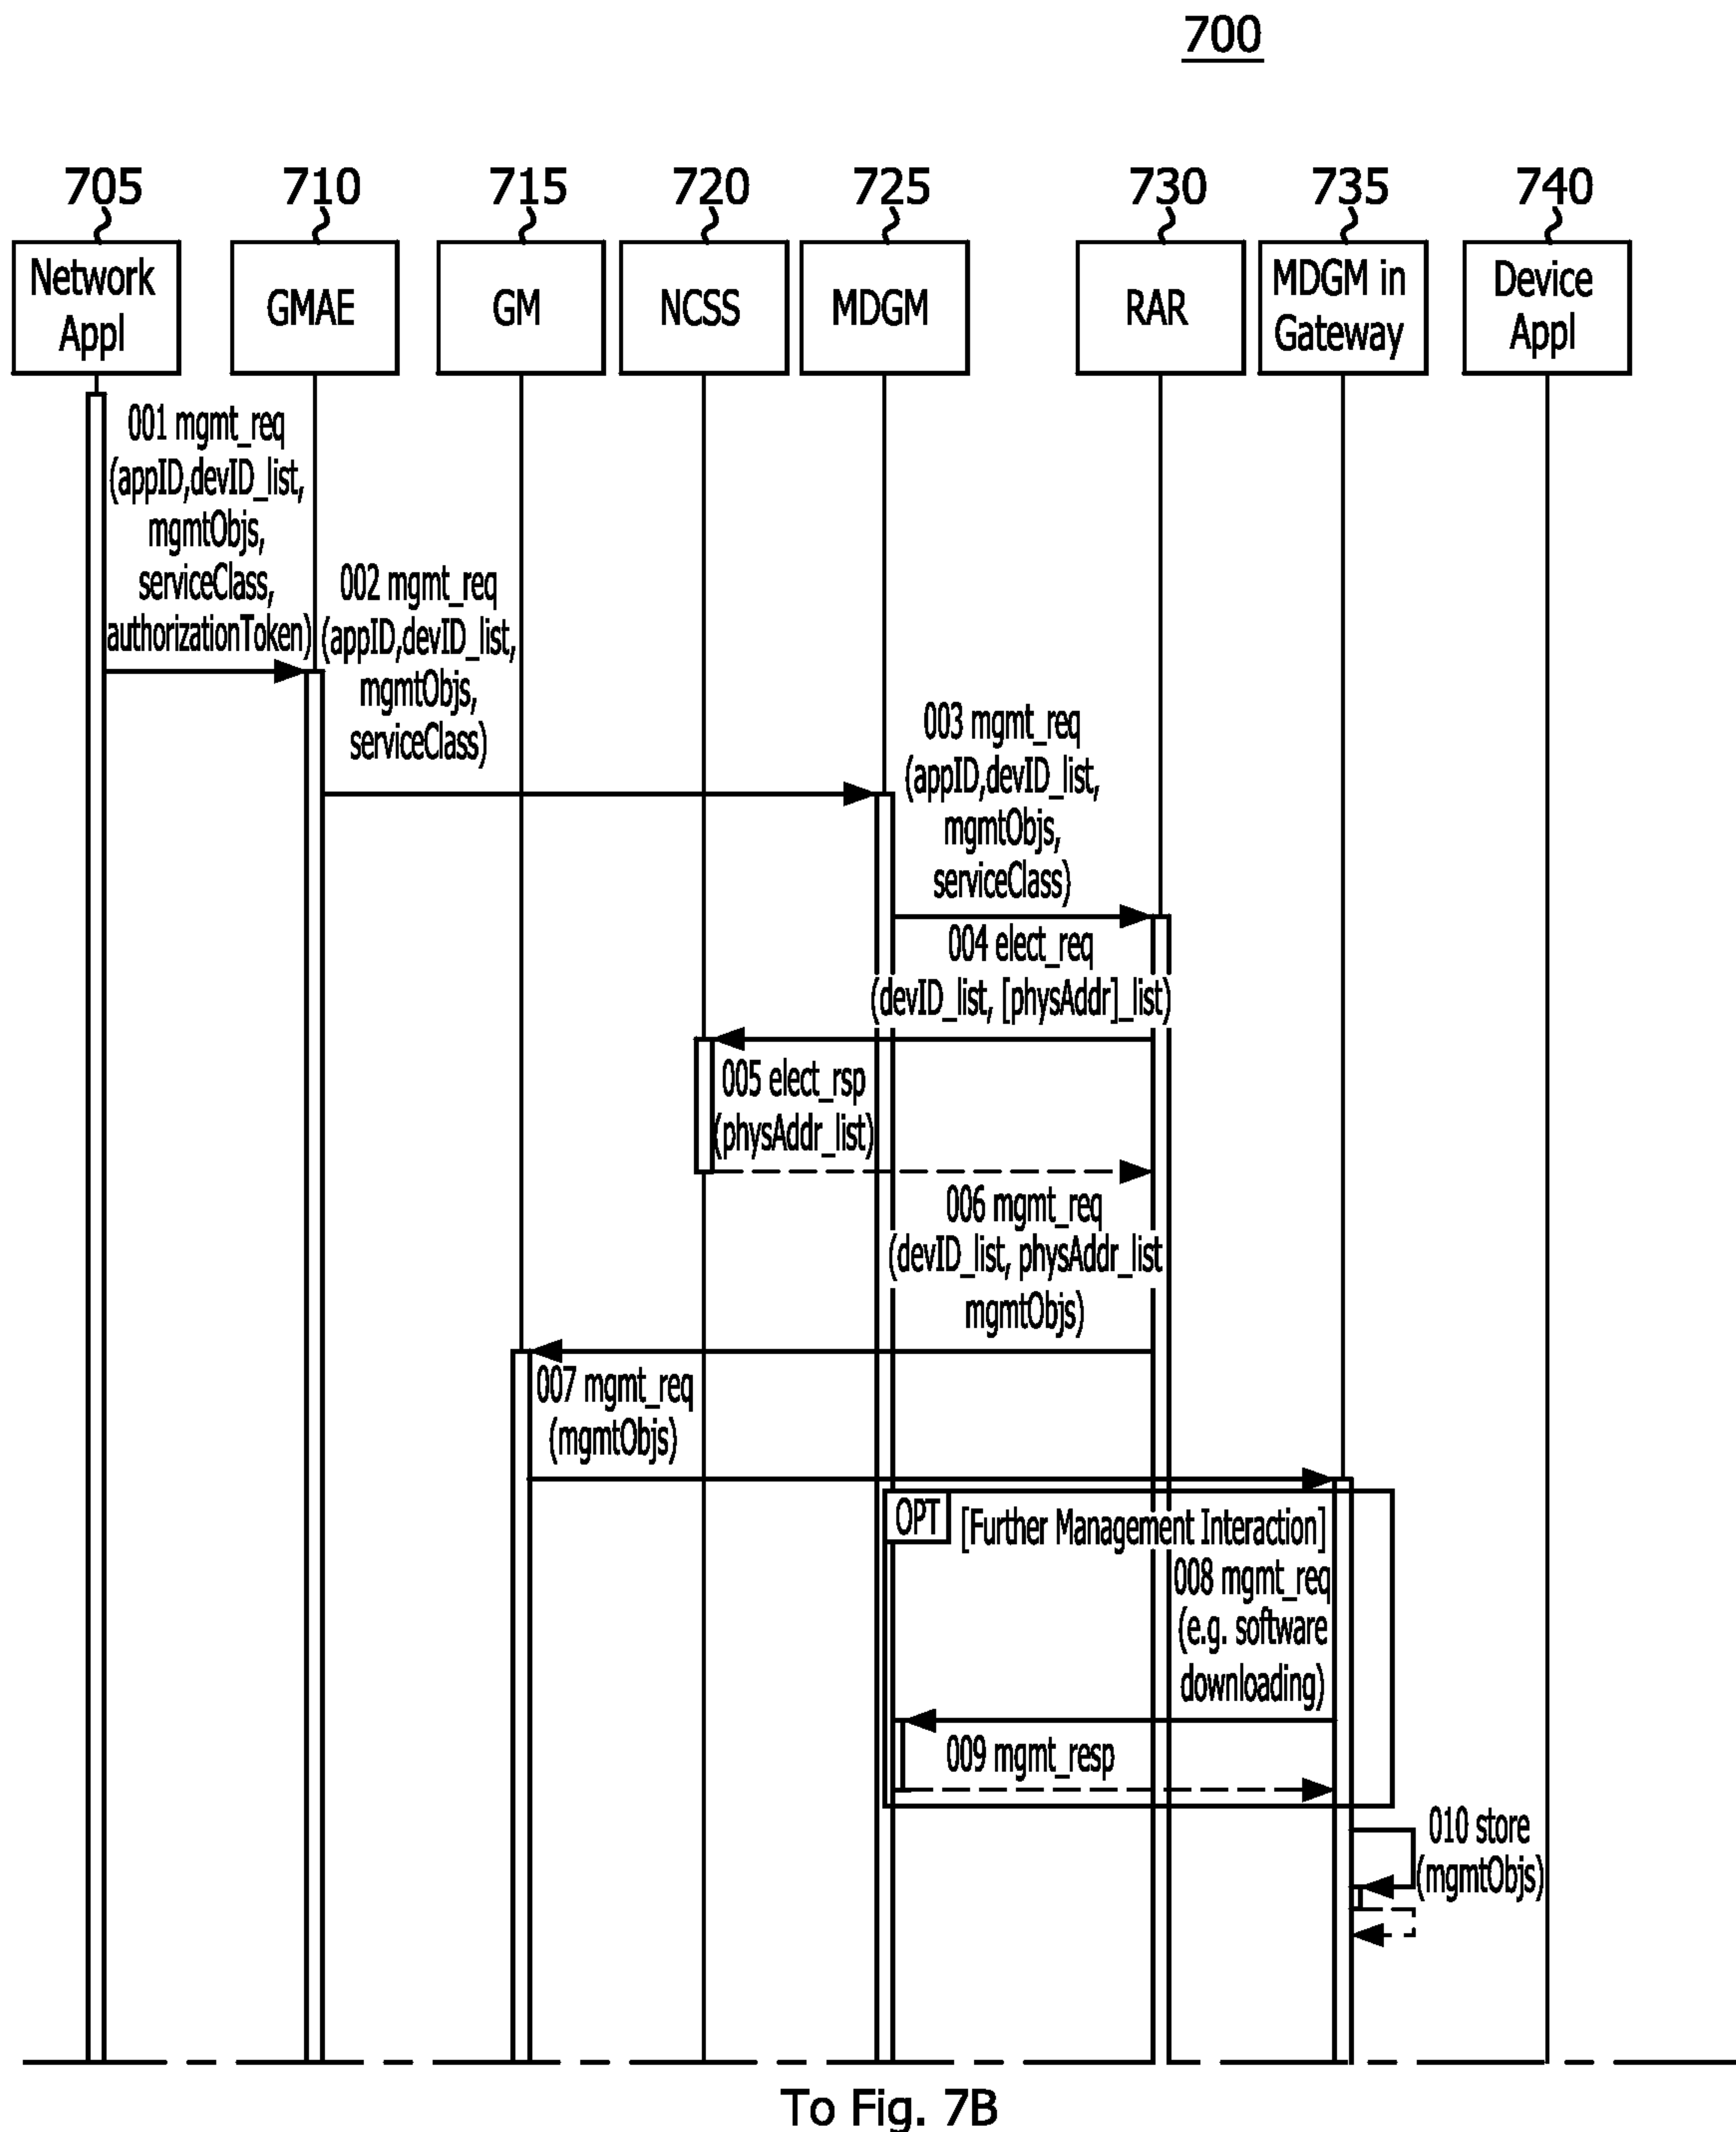 700
705
710
715
720
725
730
735
740
Network
Appl
GMAE
GM
NCSS
MDGM
RAR
MDGM in
Gateway
Device
Appl
001 mgmt_req
(appID,devID_list,
mgmtObjs,
serviceClass,
authorizationToken)
002 mgmt_req
(appID,devID_list,
mgmtObjs,
serviceClass)
003 mgmt_req
(appID,devID_list,
mgmtObjs,
serviceClass)
004 elect_req
(devID_list, [physAddr]_list)
005 elect_rsp
(physAddr_list)
006 mgmt_req
(devID_list, physAddr_list
mgmtObjs)
007 mgmt_req
(mgmtObjs)
OPT
[Further Management Interaction]
008 mgmt_req
(e.g. software
downloading)
009 mgmt_resp
010 store
(mgmtObjs)
To Fig. 7B